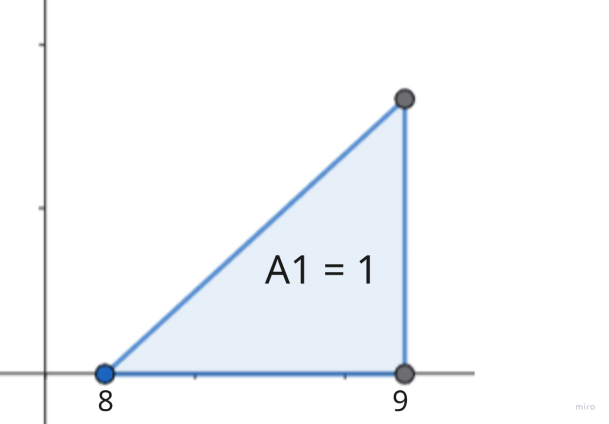 A1 = 1
8 9
miro